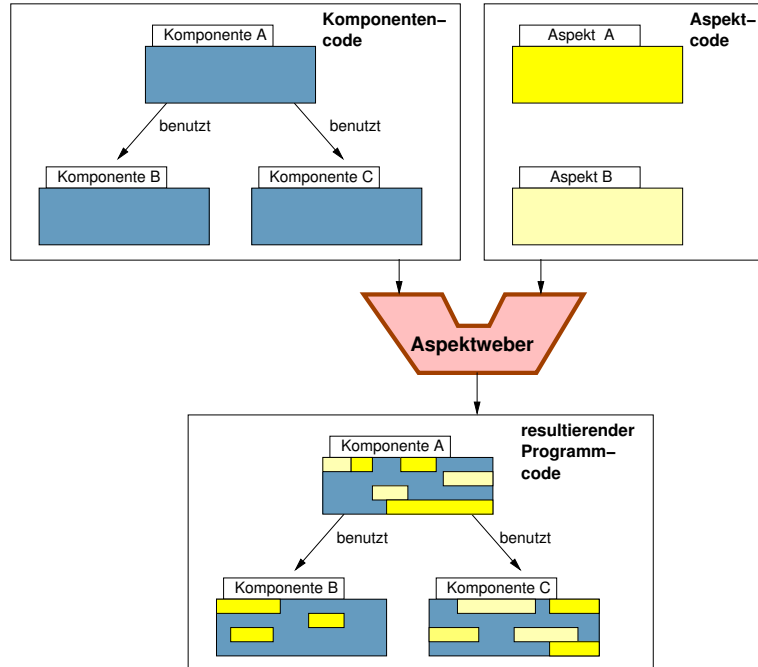 Komponenten–
code
Komponente A
benutzt
benutzt
Komponente B
Komponente C
Aspekt–
code
Aspekt A
Aspekt B
Aspektweber
resultierender
Programm–
code
Komponente A
benutzt
benutzt
Komponente B
Komponente C